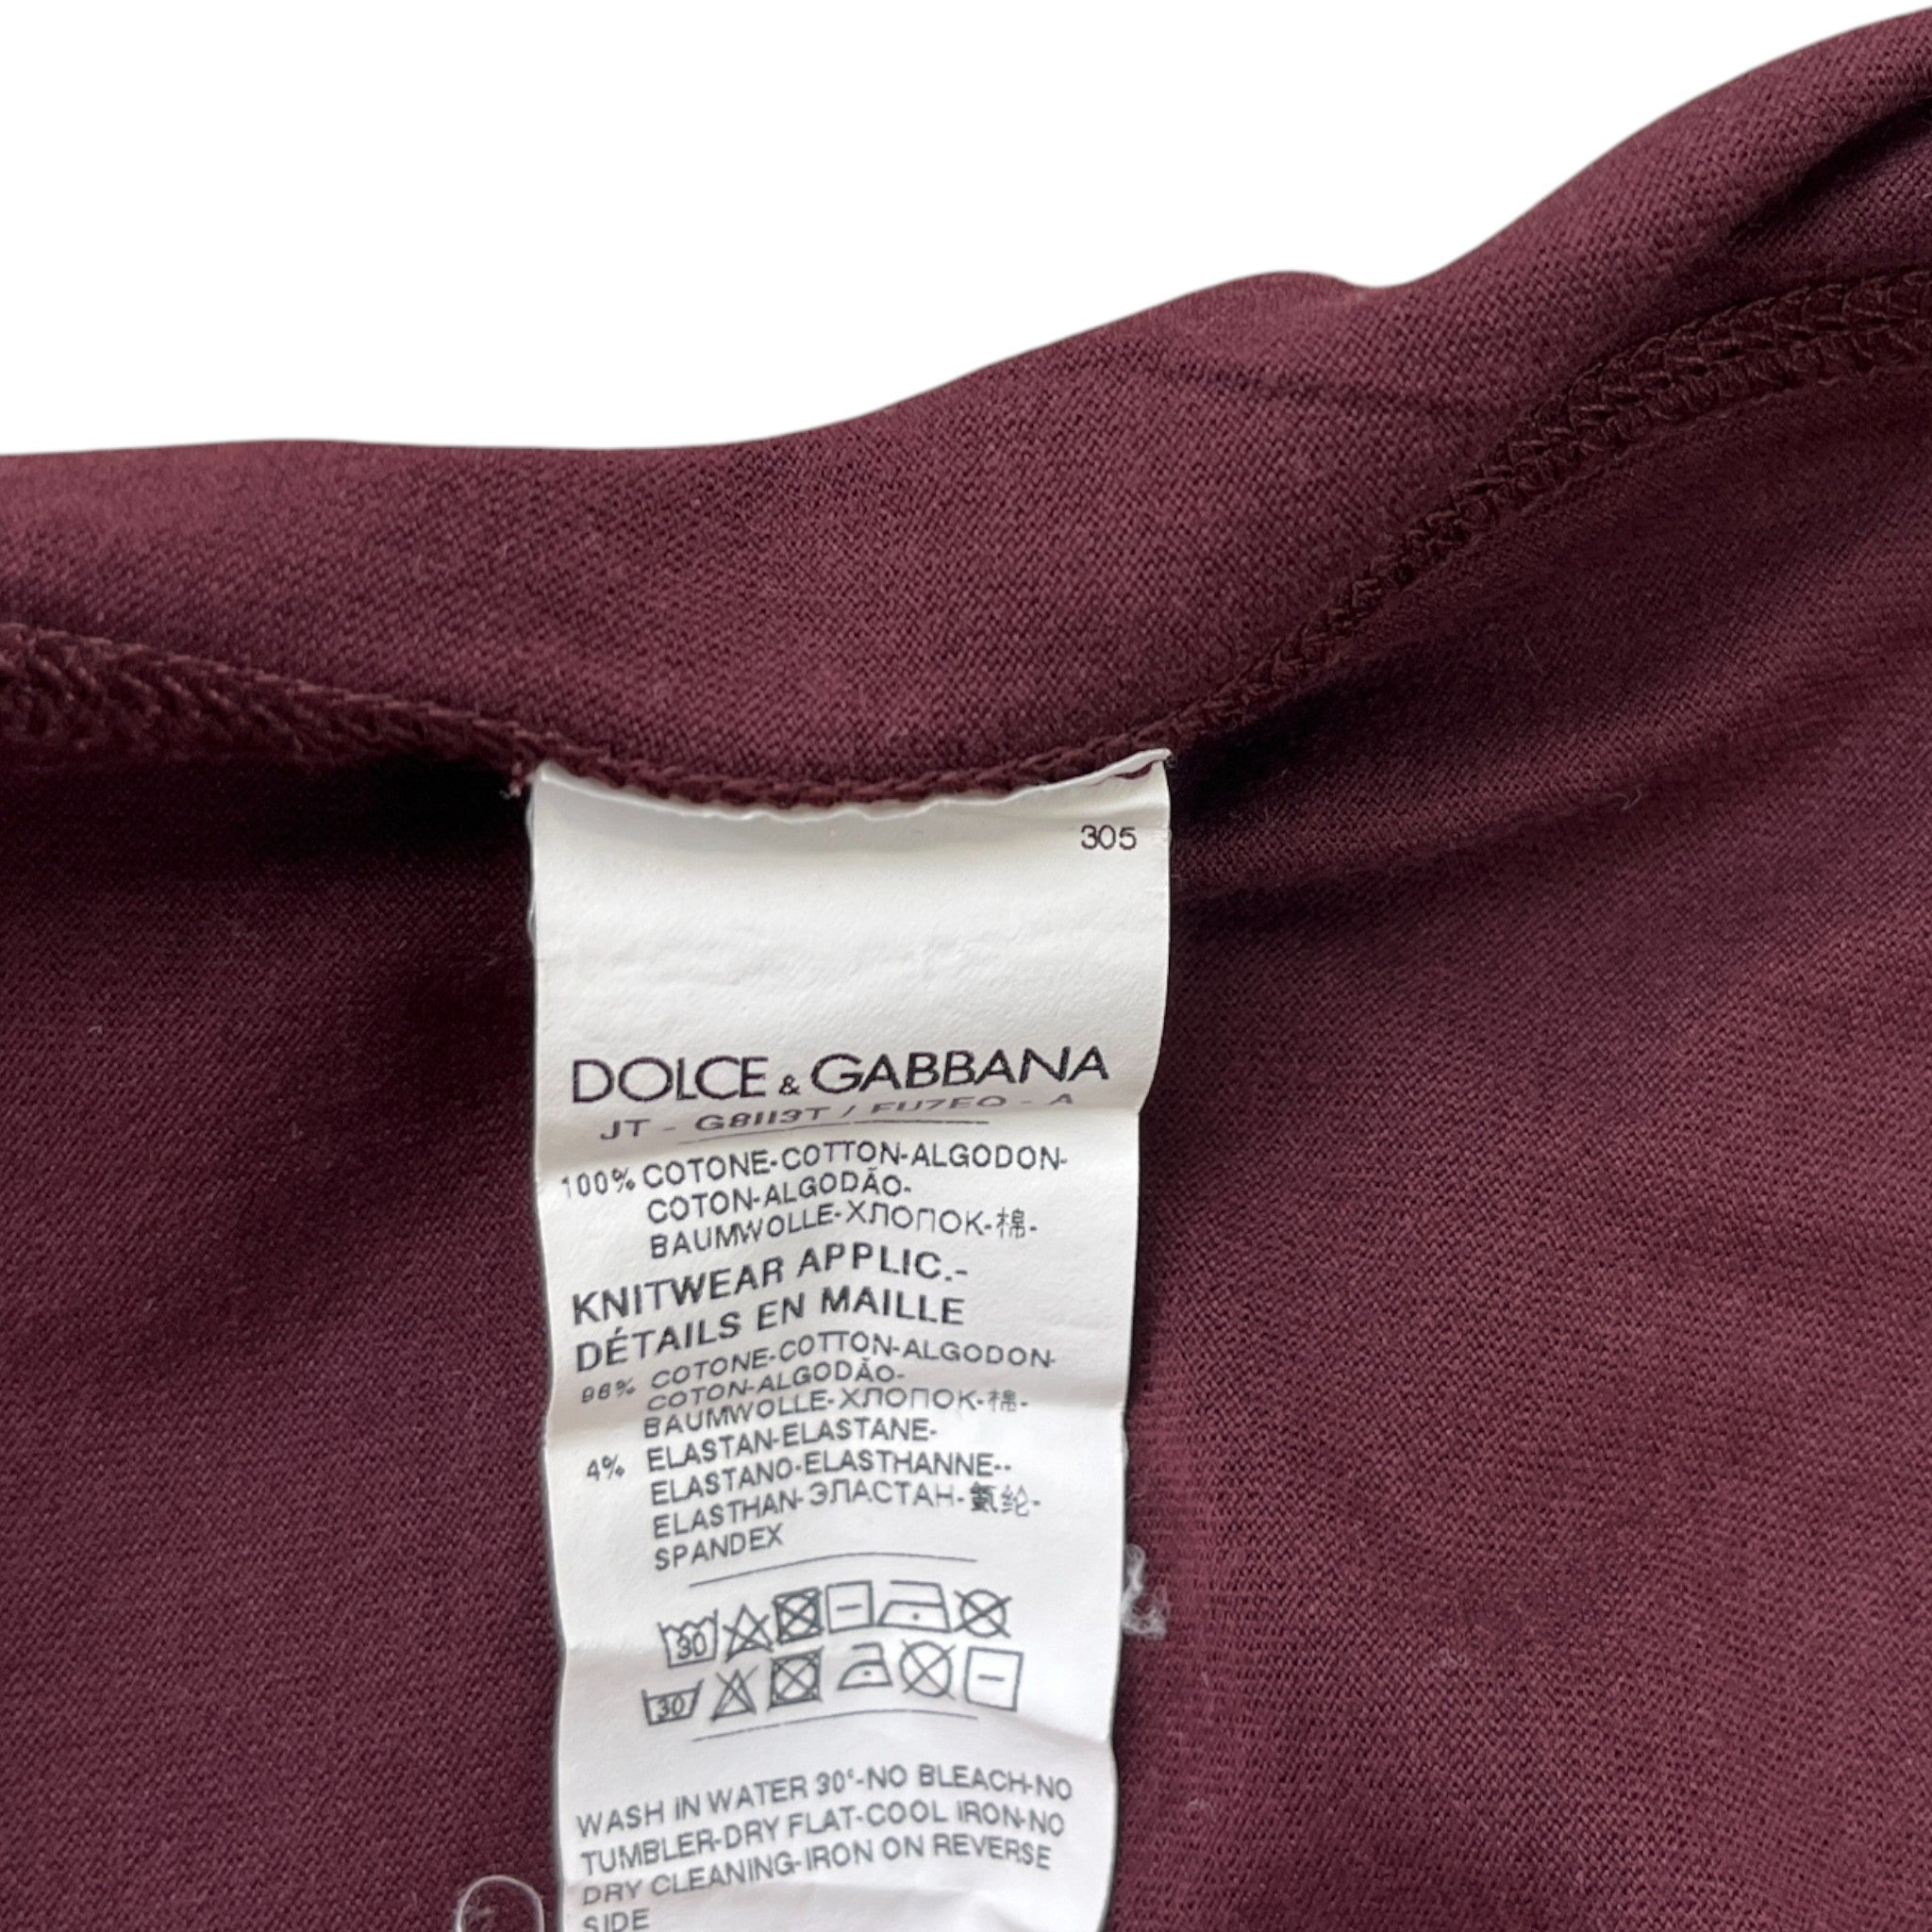 305
DOLCE & GABBANA
JT - G8II3T / FU7EQ - A
100% COTONE-COTTON-ALGODON-
COTON-ALGODÃO-
BAUMWOLLE-ХЛОПОК-棉-
KNITWEAR APPLIC.-
DÉTAILS EN MAILLE
96% COTONE-COTTON-ALGODON-
COTON-ALGODÃO-
BAUMWOLLE-ХЛОПОК-棉-
4% ELASTAN-ELASTANE-
ELASTANO-ELASTHANNE--
ELASTHAN-ЭЛАСТАН-氨纶-
SPANDEX
30
30
WASH IN WATER 30°-NO BLEACH-NO
TUMBLER-DRY FLAT-COOL IRON-NO
DRY CLEANING-IRON ON REVERSE
SIDE